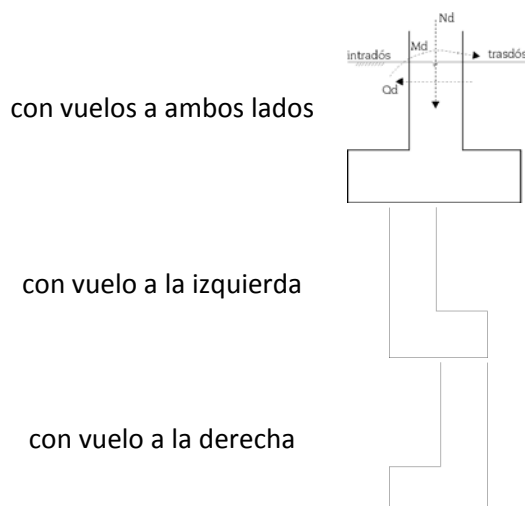 Nd
Md
intradós
trasdós
Qd
con vuelos a ambos lados
con vuelo a la izquierda
con vuelo a la derecha